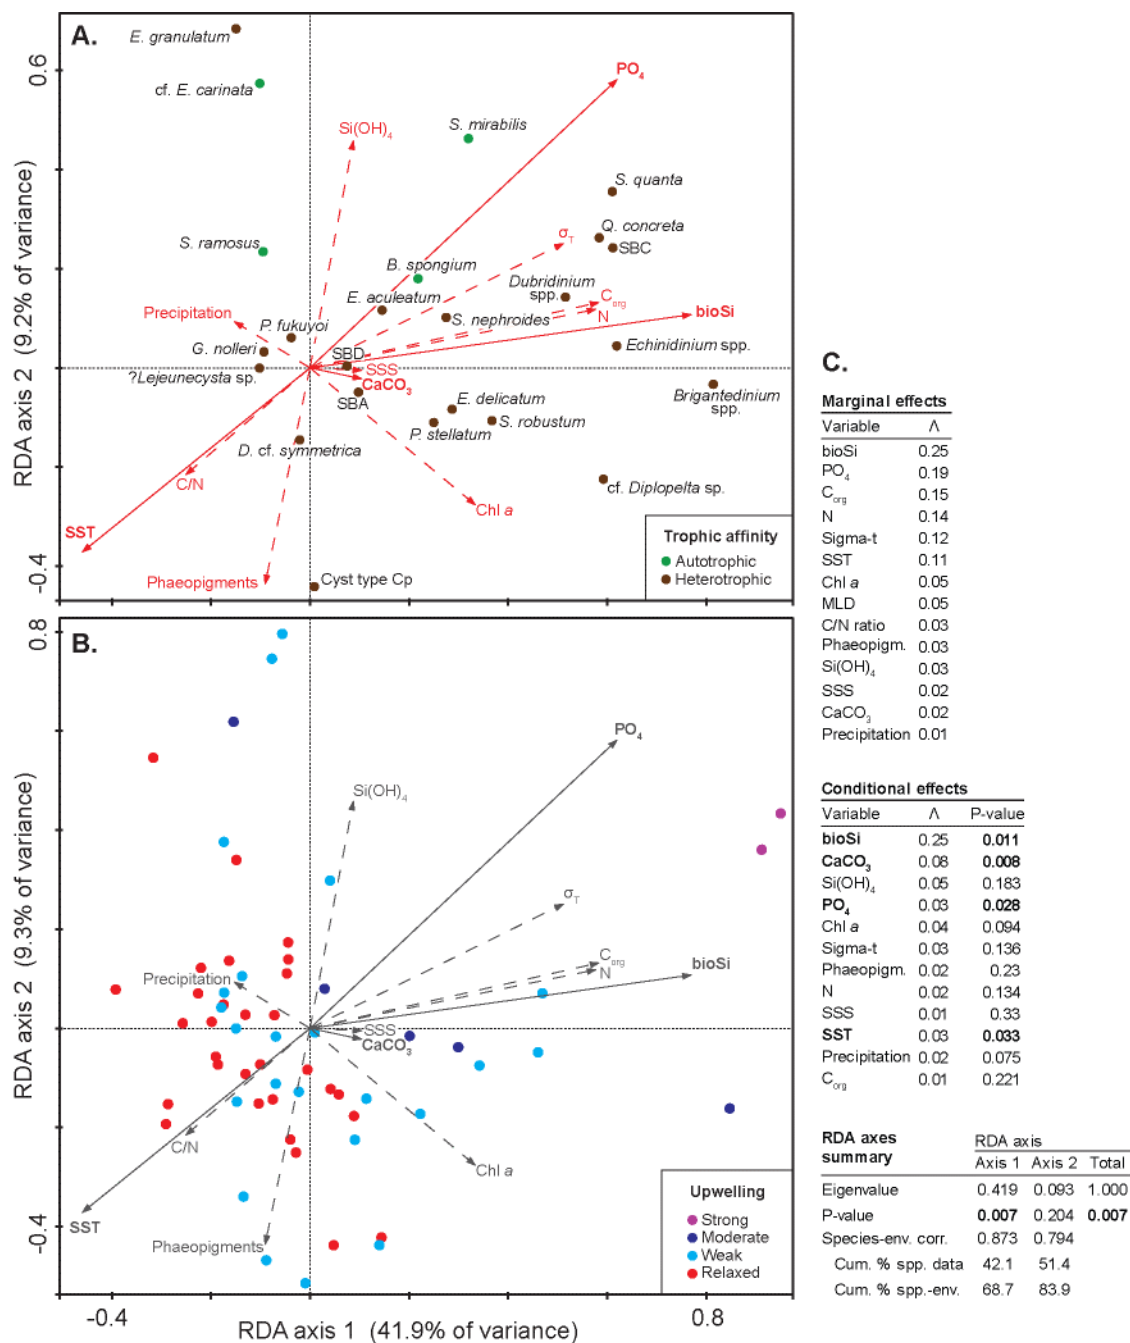 A.
E. granulatum
cf. E. carinata
PO4
Si(OH)4
S. mirabilis
S. quanta
Q. concreta
SBC
σT
S. ramosus
B. spongium
Dubridinium
spp.
E. aculeatum
Corg
N
bioSi
Precipitation
P. fukuyoi
S. nephroides
G. nolleri
SBD
Echinidinium spp.
?Lejeunecysta sp.
SSS
CaCO3
SBA
E. delicatum
Brigantedinium
spp.
P. stellatum
S. robustum
D. cf. symmetrica
C/N
cf. Diplopelta sp.
Chl a
SST
Phaeopigments
Cyst type Cp
Trophic affinity
Autotrophic
Heterotrophic
0.6
-0.4
RDA axis 2 (9.2% of variance)
B.
0.8
PO4
Si(OH)4
σT
Corg
N
bioSi
Precipitation
SSS
CaCO3
C/N
Chl a
SST
Phaeopigments
Upwelling
Strong
Moderate
Weak
Relaxed
-0.4
RDA axis 2 (9.3% of variance)
-0.4
0.8
RDA axis 1 (41.9% of variance)
C.
Marginal effects
Variable Λ
bioSi 0.25
PO4 0.19
Corg 0.15
N 0.14
Sigma-t 0.12
SST 0.11
Chl a 0.05
MLD 0.05
C/N ratio 0.03
Phaeopigm. 0.03
Si(OH)4 0.03
SSS 0.02
CaCO3 0.02
Precipitation 0.01
Conditional effects
Variable Λ P-value
bioSi 0.25 0.011
CaCO3 0.08 0.008
Si(OH)4 0.05 0.183
PO4 0.03 0.028
Chl a 0.04 0.094
Sigma-t 0.03 0.136
Phaeopigm. 0.02 0.23
N 0.02 0.134
SSS 0.01 0.33
SST 0.03 0.033
Precipitation 0.02 0.075
Corg 0.01 0.221
RDA axes
summary
RDA axis
Axis 1 Axis 2 Total
Eigenvalue 0.419 0.093 1.000
P-value 0.007 0.204 0.007
Species-env. corr. 0.873 0.794
Cum. % spp. data 42.1 51.4
Cum. % spp.-env. 68.7 83.9